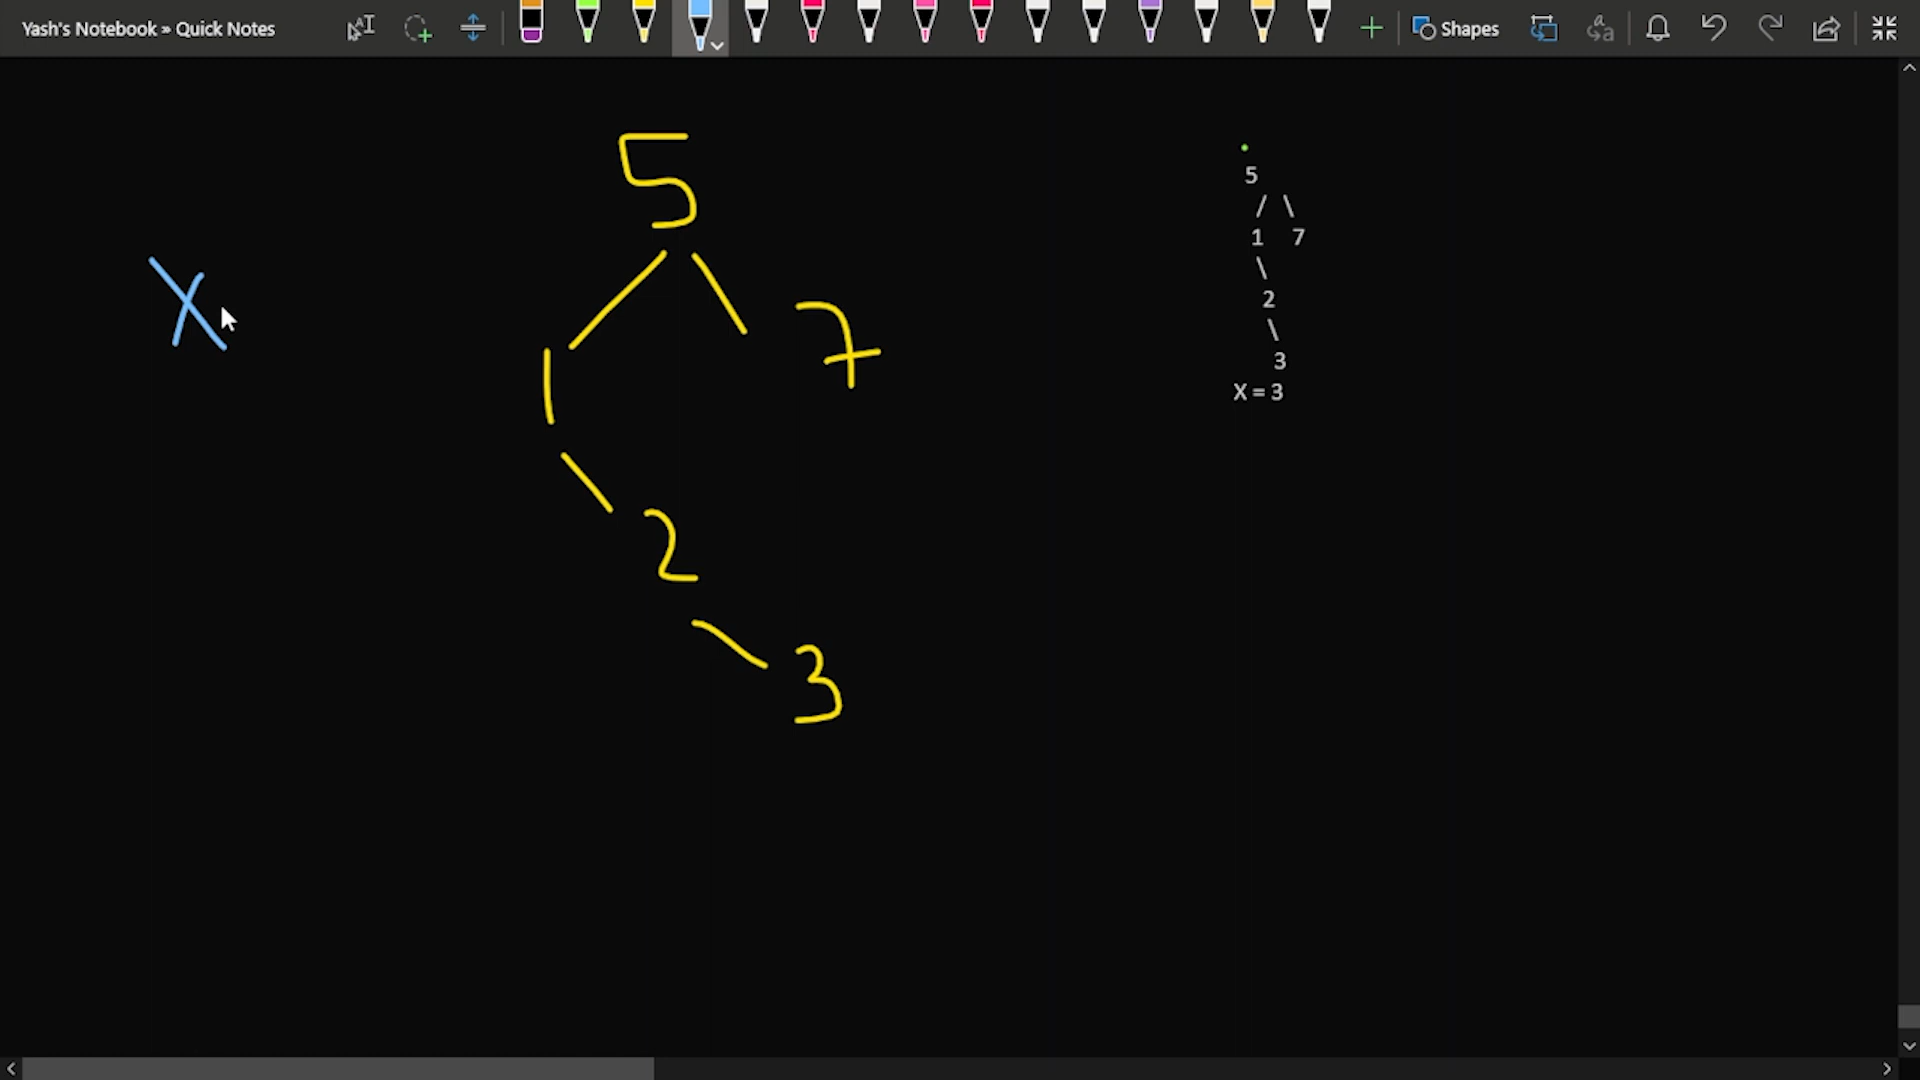 Yash's Notebook » Quick Notes
Shapes
X
5
1 7
2
3
5
/ \
1 7
\
2
\
3
X = 3